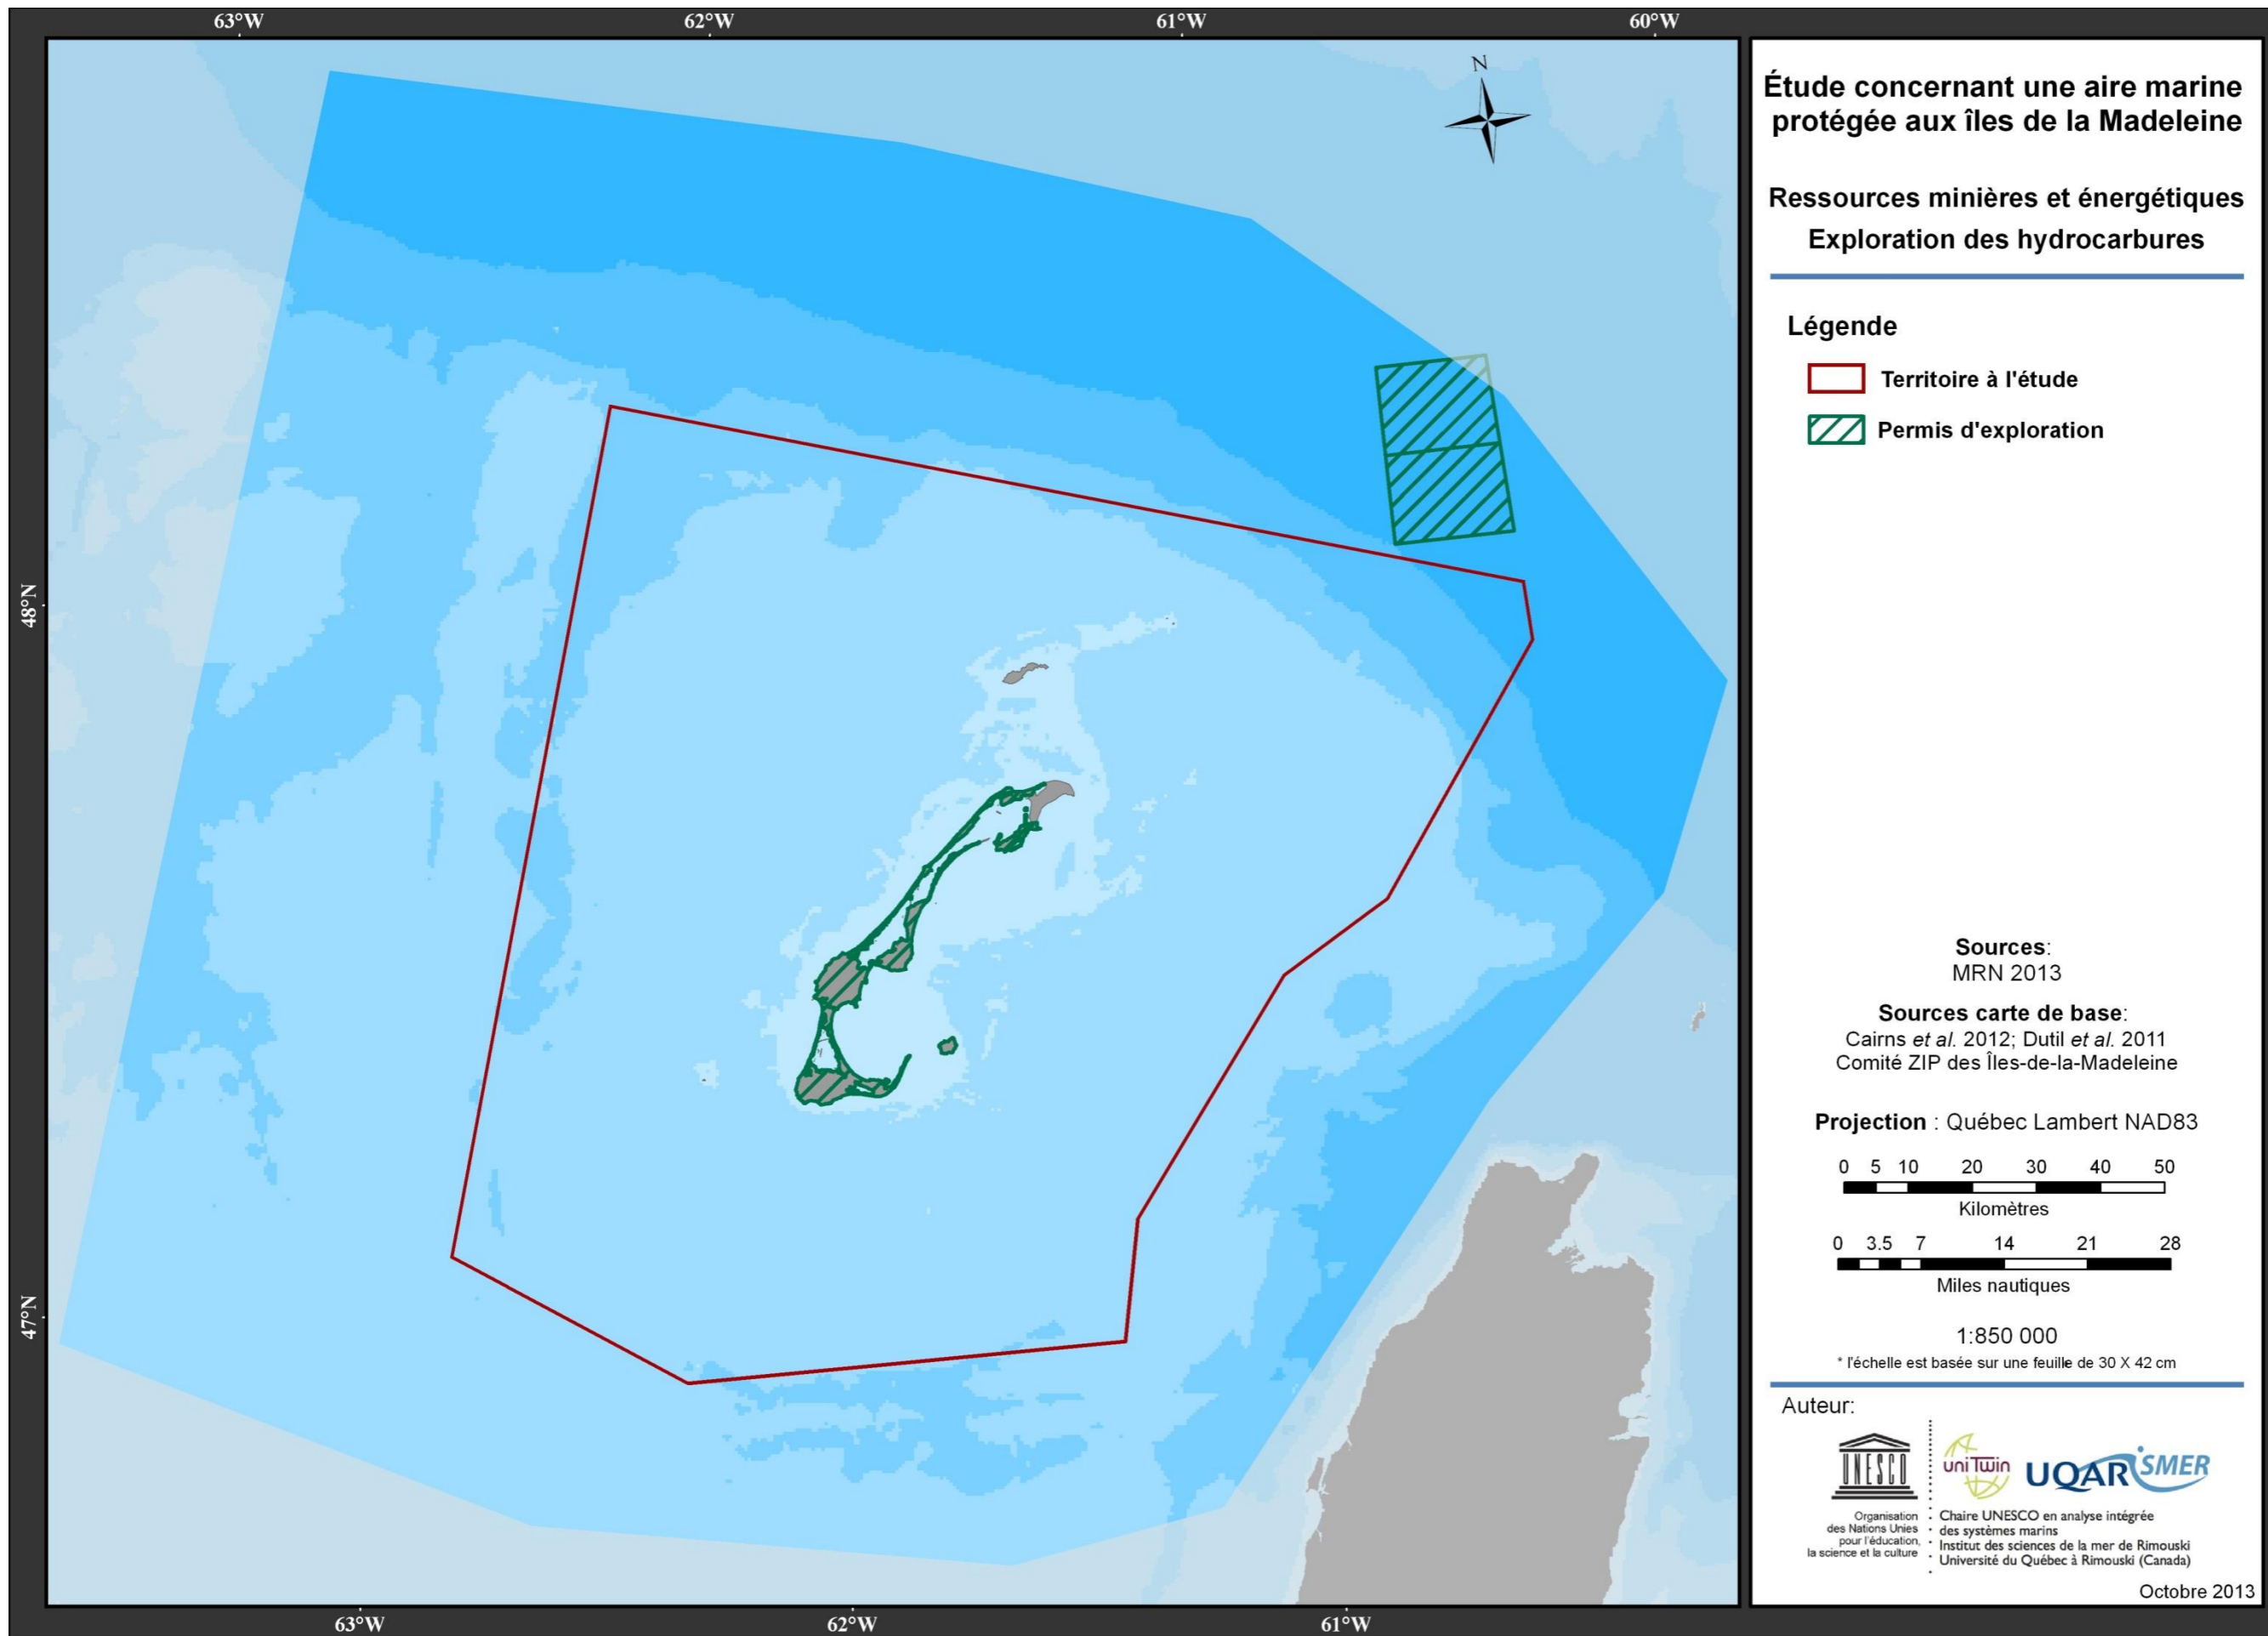 63°W 62°W 61°W 60°W
N
48°N
47°N
63°W 62°W 61°W
Étude concernant une aire marine
protégée aux îles de la Madeleine
Ressources minières et énergétiques
Exploration des hydrocarbures
Légende
Territoire à l'étude
Permis d'exploration
Sources:
MRN 2013
Sources carte de base:
Cairns et al. 2012; Dutil et al. 2011
Comité ZIP des Îles-de-la-Madeleine
Projection : Québec Lambert NAD83
0 5 10 20 30 40 50
Kilomètres
0 3.5 7 14 21 28
Miles nautiques
1:850 000
* l'échelle est basée sur une feuille de 30 X 42 cm
Auteur:
UNESCO
uniTwin
UQAR
ISMER
Organisation
des Nations Unies
pour l'éducation,
la science et la culture
Chaire UNESCO en analyse intégrée
des systèmes marins
Institut des sciences de la mer de Rimouski
Université du Québec à Rimouski (Canada)
Octobre 2013